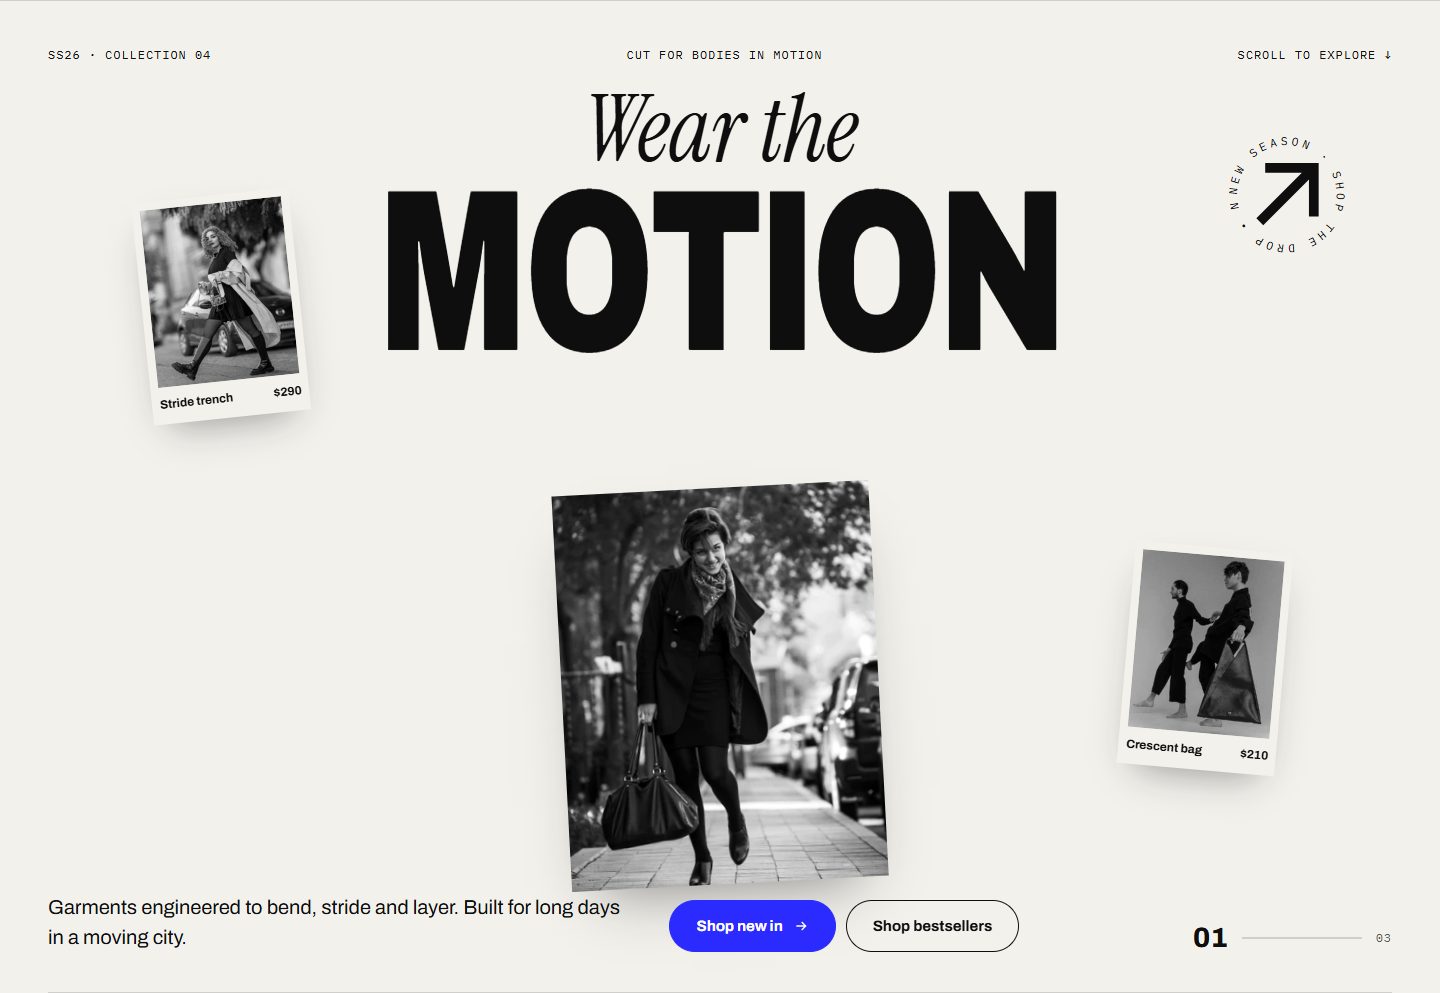 SS26 · COLLECTION 04
CUT FOR BODIES IN MOTION
SCROLL TO EXPLORE ↓
Wear the
MOTION
NEW SEASON · SHOP THE DROP • N
Stride trench
$290
Crescent bag
$210
Garments engineered to bend, stride and layer. Built for long days
in a moving city.
Shop new in →
Shop bestsellers
01
03